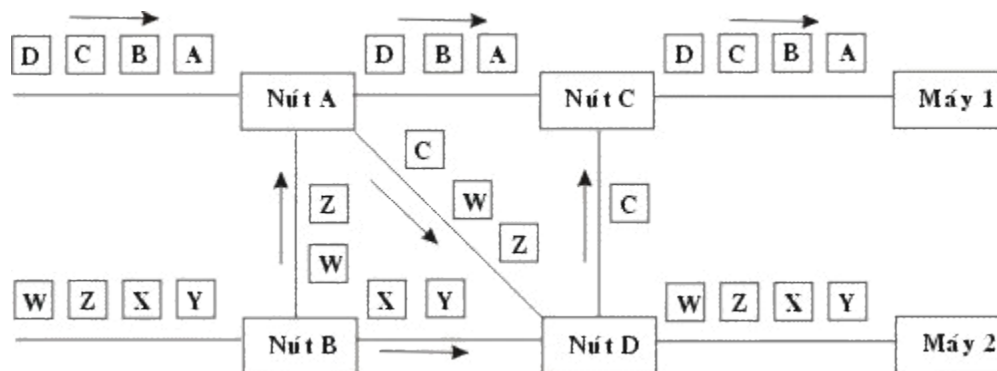 D C B A
D B A
D C B A
Nút A
Nút C
Máy 1
C
W
Z
Z
W
C
W Z X Y
X Y
W Z X Y
Nút B
Nút D
Máy 2